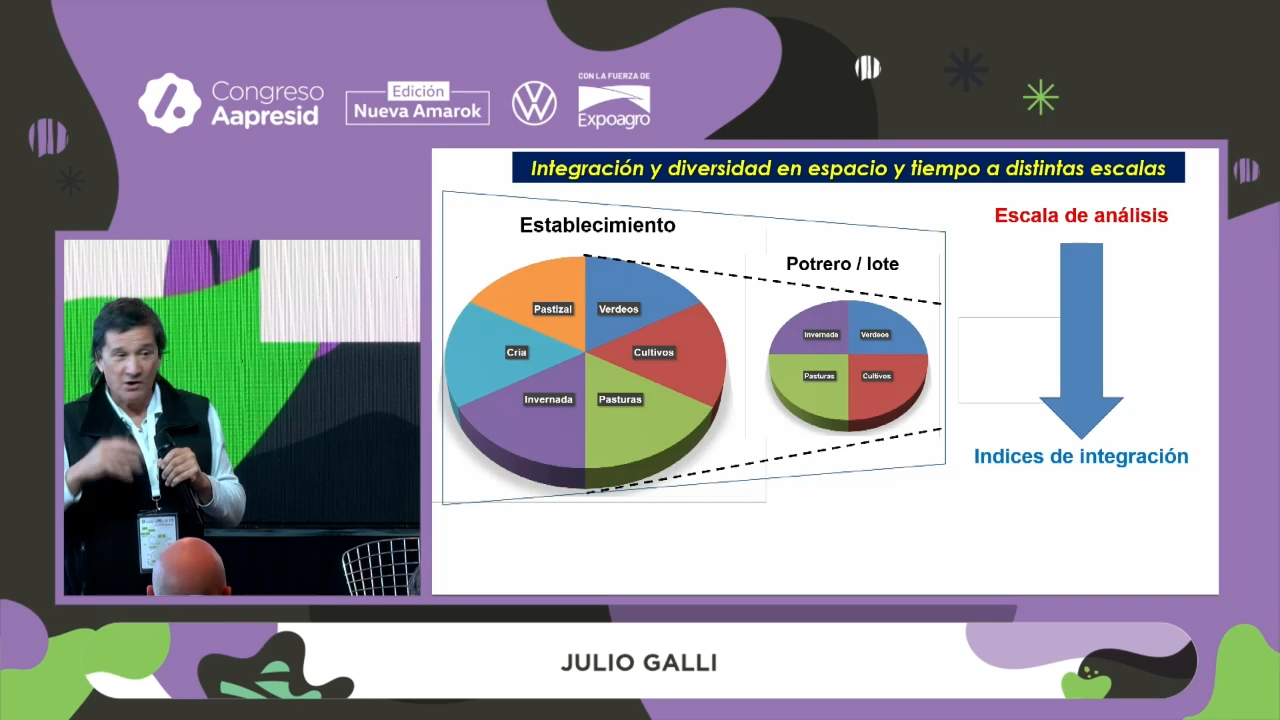 Congreso
Aapresid
Edición
Nueva Amarok
CON LA FUERZA DE
Expoagro
Integración y diversidad en espacio y tiempo a distintas escalas
Establecimiento
Pastizal
Verdeos
Cria
Cultivos
Invernada
Pasturas
Potrero / lote
Invernada
Verdeos
Pasturas
Cultivos
Escala de análisis
Indices de integración
JULIO GALLI